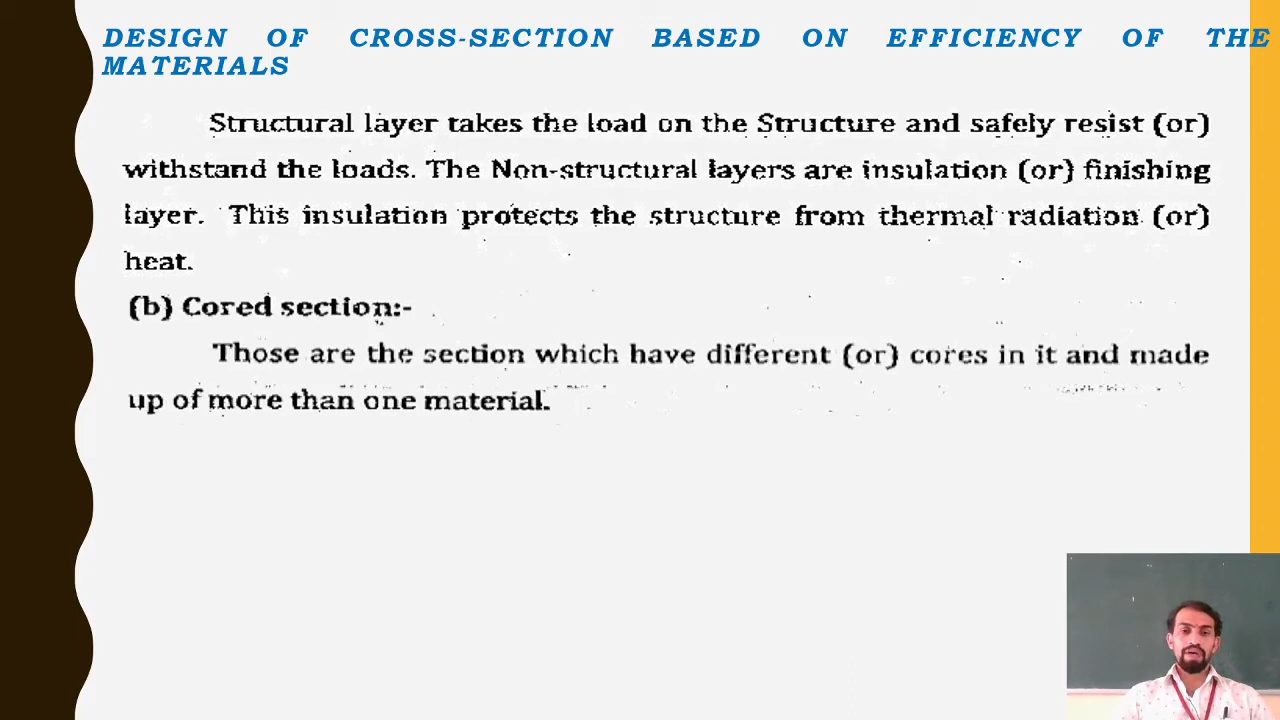 DESIGN OF CROSS-SECTION BASED ON EFFICIENCY OF THE
MATERIALS
Structural layer takes the load on the Structure and safely resist (or)
withstand the loads. The Non-structural layers are insulation (or) finishing
layer. This insulation protects the structure from thermal radiation (or)
heat.
(b) Cored section:-
Those are the section which have different (or) cores in it and made
up of more than one material.